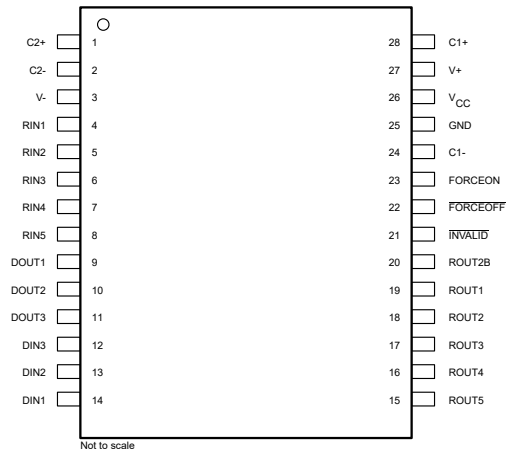 C2+ 1 28 C1+
C2- 2 27 V+
V- 3 26 VCC
RIN1 4 25 GND
RIN2 5 24 C1-
RIN3 6 23 FORCEON
RIN4 7 22 FORCEOFF
RIN5 8 21 INVALID
DOUT1 9 20 ROUT2B
DOUT2 10 19 ROUT1
DOUT3 11 18 ROUT2
DIN3 12 17 ROUT3
DIN2 13 16 ROUT4
DIN1 14 15 ROUT5
Not to scale